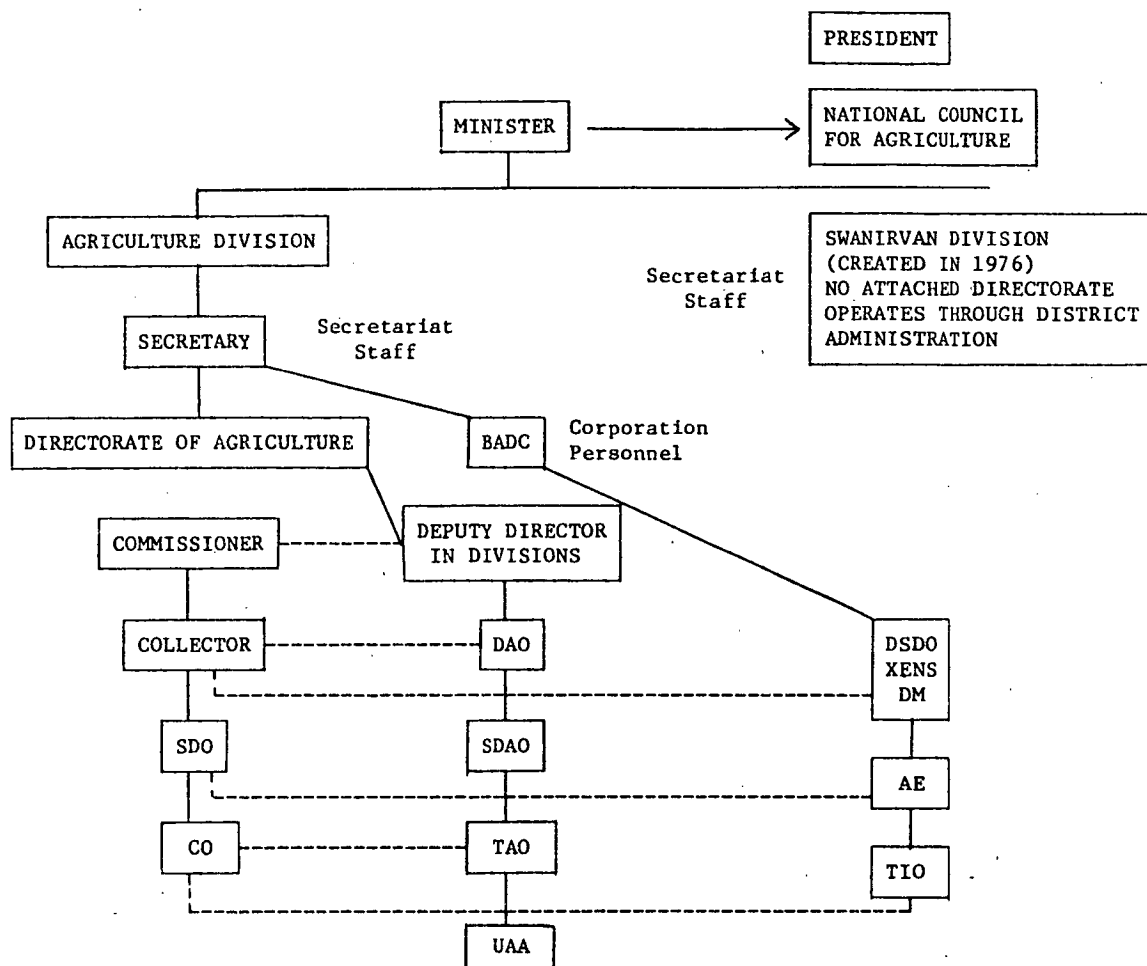 PRESIDENT
NATIONAL COUNCIL
FOR AGRICULTURE
MINISTER
AGRICULTURE DIVISION
SWANIRVAN DIVISION
(CREATED IN 1976)
NO ATTACHED DIRECTORATE
OPERATES THROUGH DISTRICT
ADMINISTRATION
Secretariat
Staff
SECRETARY
Secretariat
Staff
DIRECTORATE OF AGRICULTURE
BADC
Corporation
Personnel
COMMISSIONER
DEPUTY DIRECTOR
IN DIVISIONS
COLLECTOR
DAO
DSDO
XENS
DM
SDO
SDAO
AE
CO
TAO
TIO
UAA